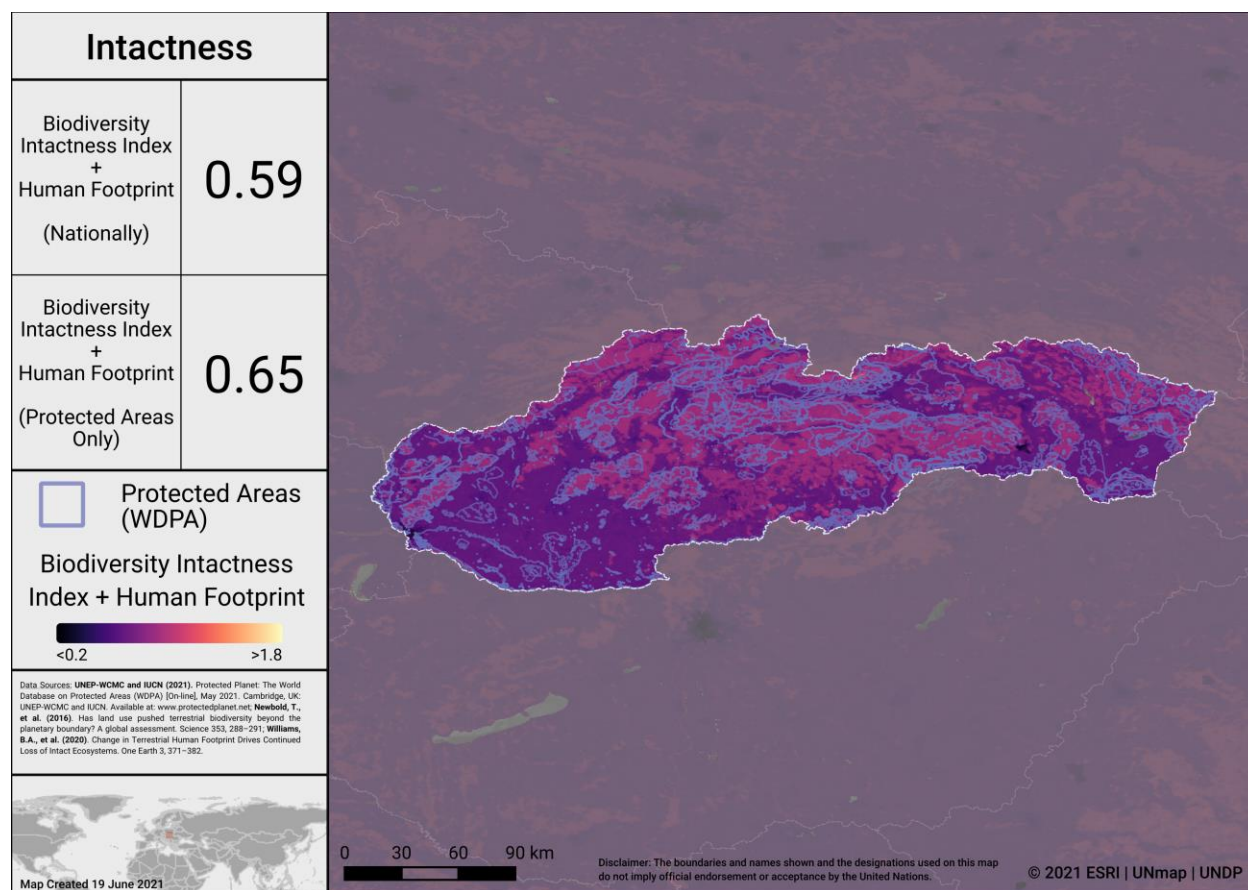 Intactness
Biodiversity
Intactness Index
+
Human Footprint
(Nationally)
0.59
Biodiversity
Intactness Index
+
Human Footprint
(Protected Areas
Only)
0.65
Protected Areas
(WDPA)
Biodiversity Intactness
Index + Human Footprint
<0.2 >1.8
Data Sources: UNEP-WCMC and IUCN (2021). Protected Planet: The World
Database on Protected Areas (WDPA) [On-line], May 2021. Cambridge, UK:
UNEP-WCMC and IUCN. Available at: www.protectedplanet.net; Newbold, T.,
et al. (2016). Has land use pushed terrestrial biodiversity beyond the
planetary boundary? A global assessment. Science 353, 288–291; Williams,
B.A., et al. (2020). Change in Terrestrial Human Footprint Drives Continued
Loss of Intact Ecosystems. One Earth 3, 371–382.
Map Created 19 June 2021
0 30 60 90 km
Disclaimer: The boundaries and names shown and the designations used on this map
do not imply official endorsement or acceptance by the United Nations.
© 2021 ESRI | UNmap | UNDP